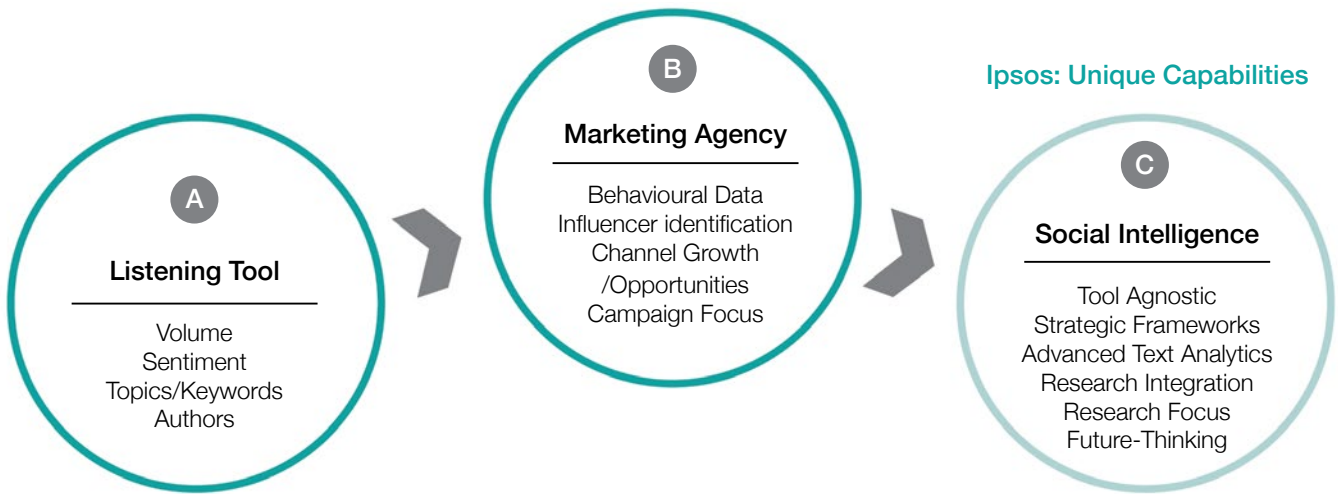 A
Listening Tool
Volume
Sentiment
Topics/Keywords
Authors
B
Marketing Agency
Behavioural Data
Influencer identification
Channel Growth
/Opportunities
Campaign Focus
Ipsos: Unique Capabilities
C
Social Intelligence
Tool Agnostic
Strategic Frameworks
Advanced Text Analytics
Research Integration
Research Focus
Future-Thinking